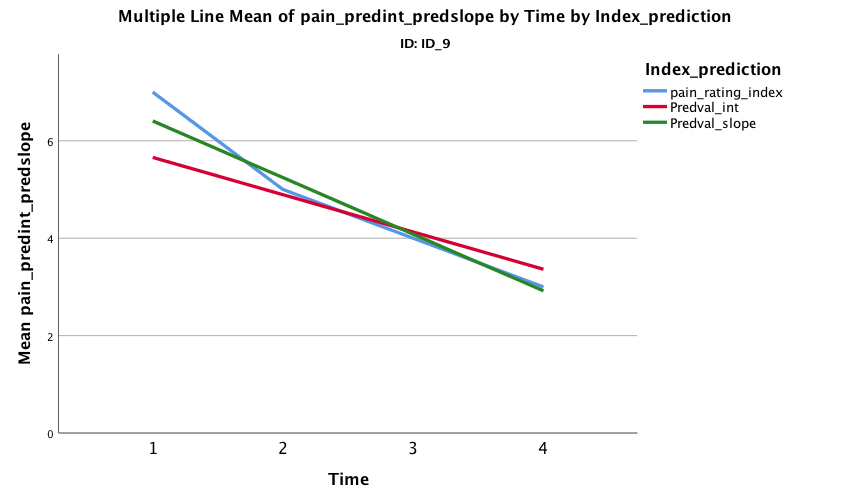 Multiple Line Mean of pain_predint_predslope by Time by Index_prediction
ID: ID_9
Index_prediction
pain_rating_index
Predval_int
Predval_slope
Mean pain_predint_predslope
6
4
2
0
1 2 3 4
Time